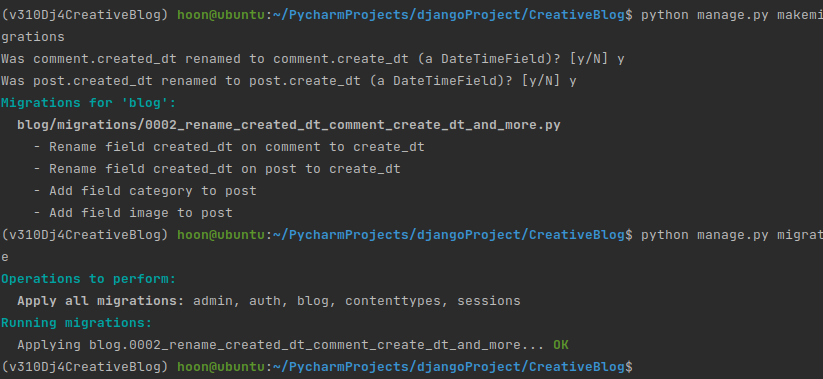 (v310Dj4CreativeBlog) hoon@ubuntu:~/PycharmProjects/djangoProject/CreativeBlog$ python manage.py makemi
grations
Was comment.created_dt renamed to comment.create_dt (a DateTimeField)? [y/N] y
Was post.created_dt renamed to post.create_dt (a DateTimeField)? [y/N] y
Migrations for 'blog':
  blog/migrations/0002_rename_created_dt_comment_create_dt_and_more.py
    - Rename field created_dt on comment to create_dt
    - Rename field created_dt on post to create_dt
    - Add field category to post
    - Add field image to post
(v310Dj4CreativeBlog) hoon@ubuntu:~/PycharmProjects/djangoProject/CreativeBlog$ python manage.py migrat
e
Operations to perform:
  Apply all migrations: admin, auth, blog, contenttypes, sessions
Running migrations:
  Applying blog.0002_rename_created_dt_comment_create_dt_and_more... OK
(v310Dj4CreativeBlog) hoon@ubuntu:~/PycharmProjects/djangoProject/CreativeBlog$